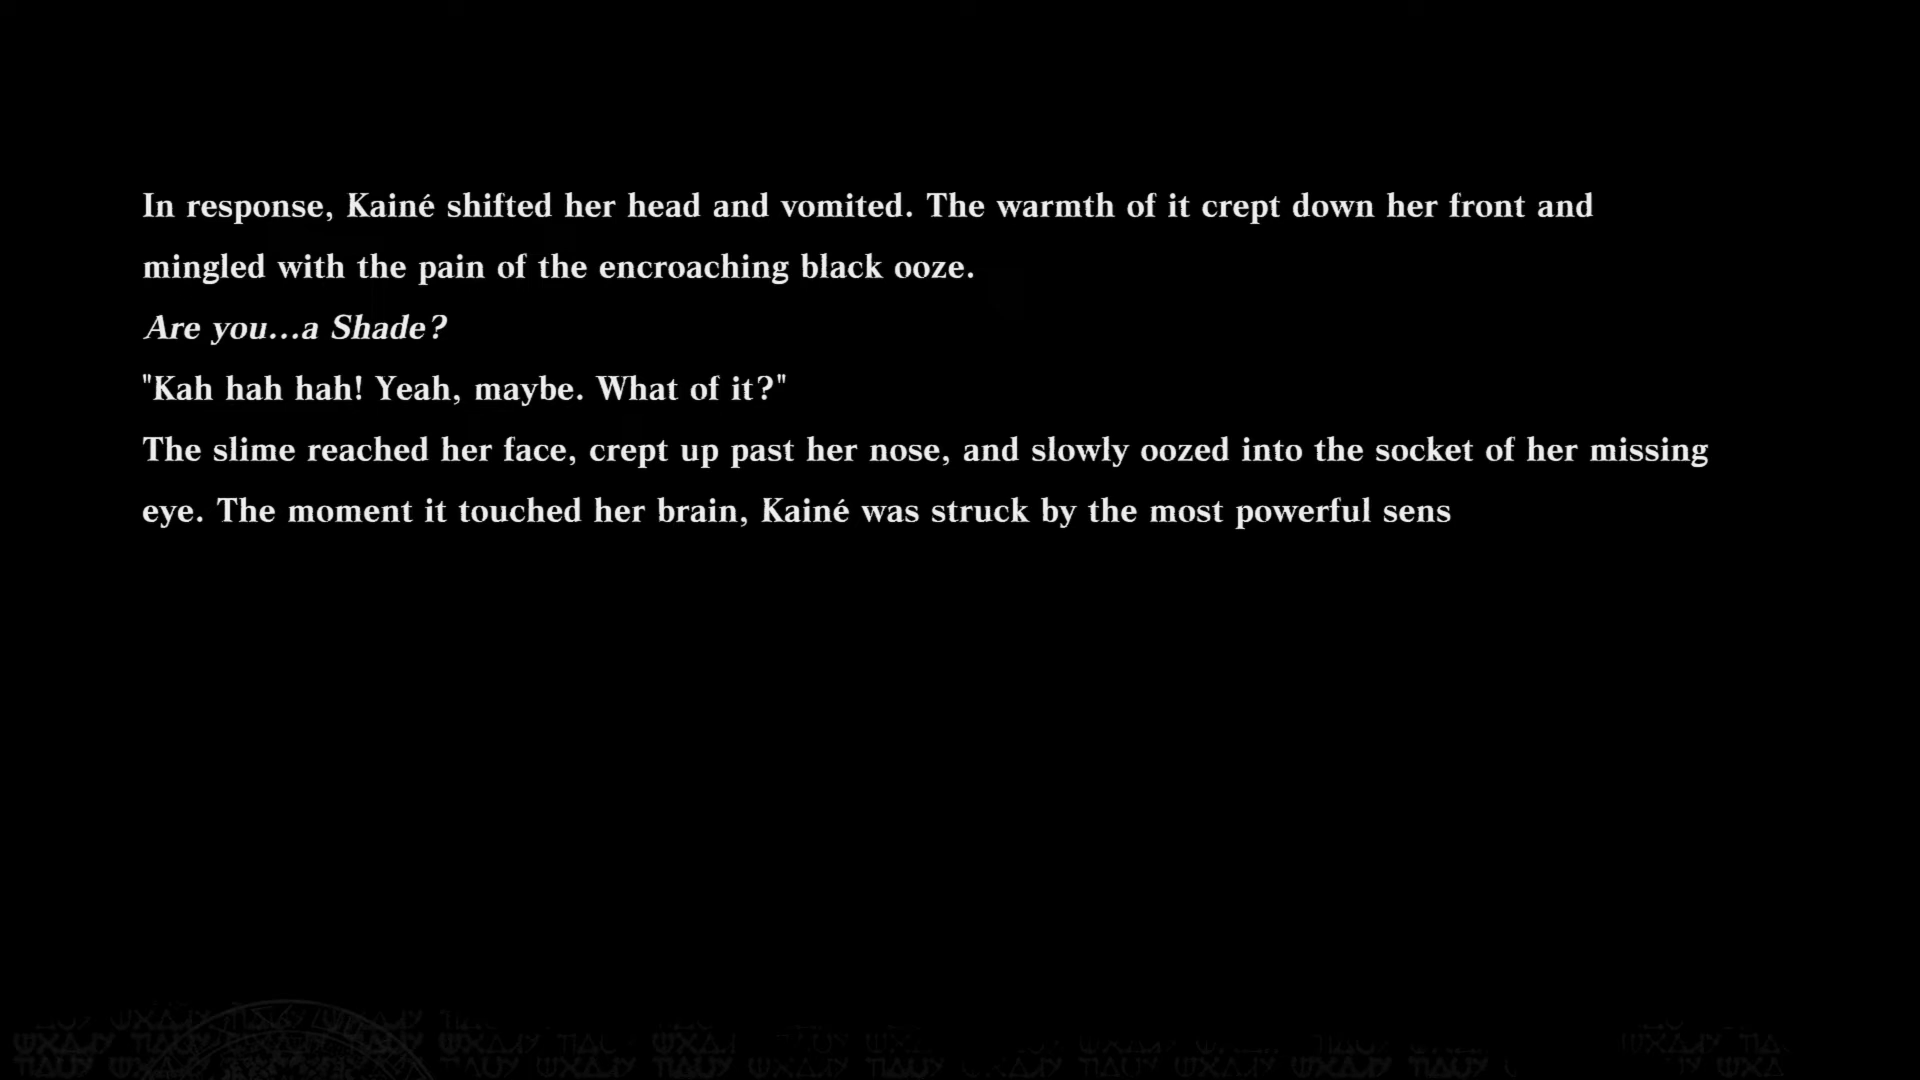 In response, Kainé shifted her head and vomited. The warmth of it crept down her front and
mingled with the pain of the encroaching black ooze.
Are you...a Shade?
"Kah hah hah! Yeah, maybe. What of it?"
The slime reached her face, crept up past her nose, and slowly oozed into the socket of her missing
eye. The moment it touched her brain, Kainé was struck by the most powerful sens